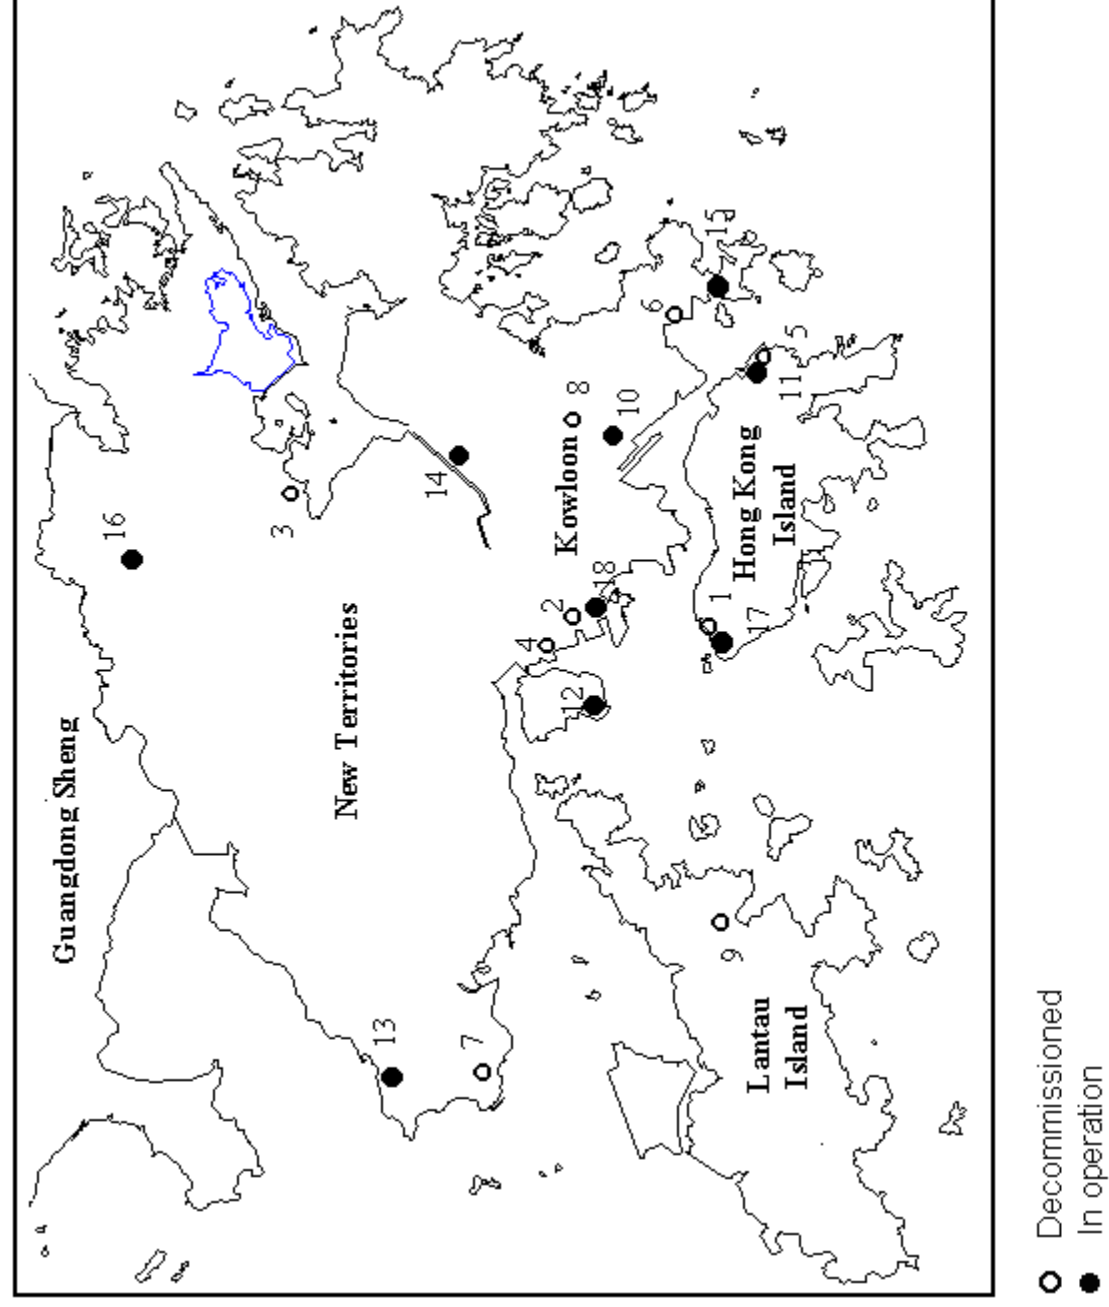 Guangdong Sheng
16
3
New Territories
13
14
7
4
2
Kowloon
8
12
18
10
6
15
1
9
Hong Kong
Island
17
Lantau
Island
11
5
Decommissioned
In operation